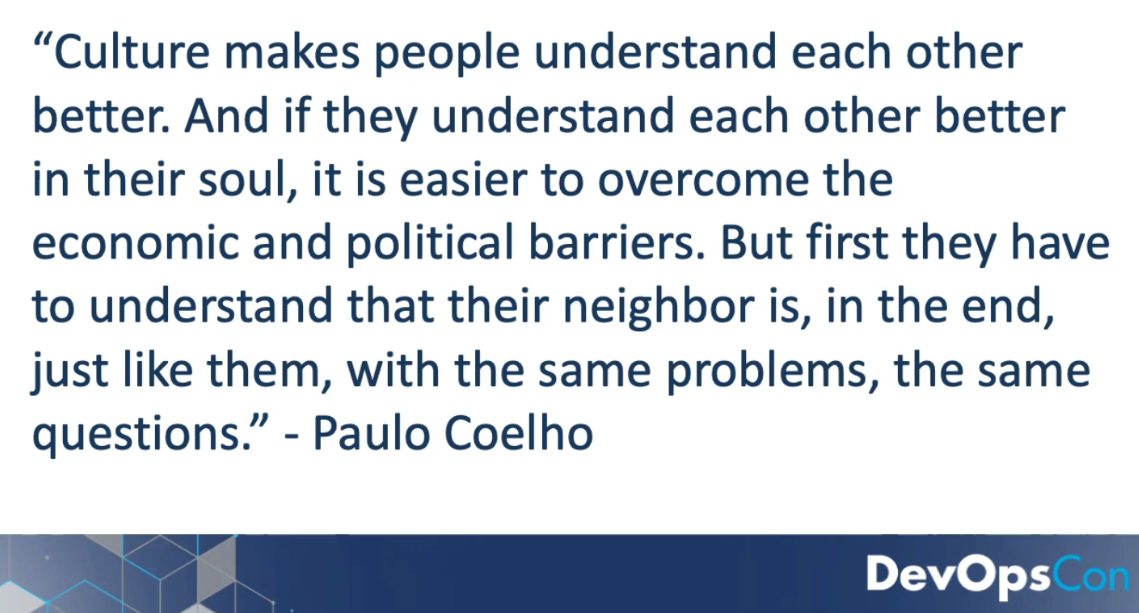 “Culture makes people understand each other
better. And if they understand each other better
in their soul, it is easier to overcome the
economic and political barriers. But first they have
to understand that their neighbor is, in the end,
just like them, with the same problems, the same
questions.” - Paulo Coelho
DevOpsCon